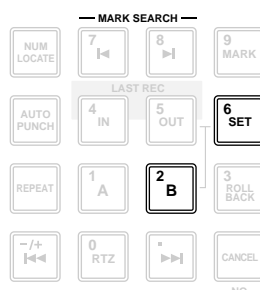 MARK SEARCH
NUM LOCATE
7
8
9 MARK
LAST REC
AUTO PUNCH
4 IN
5 OUT
6 SET
REPEAT
1 A
2 B
3 ROLL BACK
−/+
0 RTZ
CANCEL